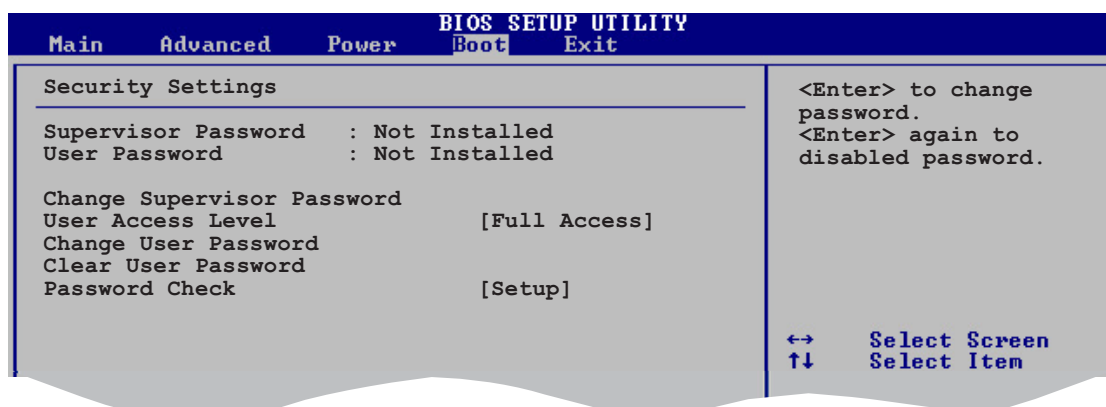 BIOS SETUP UTILITY
Main Advanced Power Boot Exit
Security Settings
Supervisor Password : Not Installed
User Password : Not Installed
Change Supervisor Password
User Access Level [Full Access]
Change User Password
Clear User Password
Password Check [Setup]
<Enter> to change
password.
<Enter> again to
disabled password.
←→ Select Screen
↑↓ Select Item